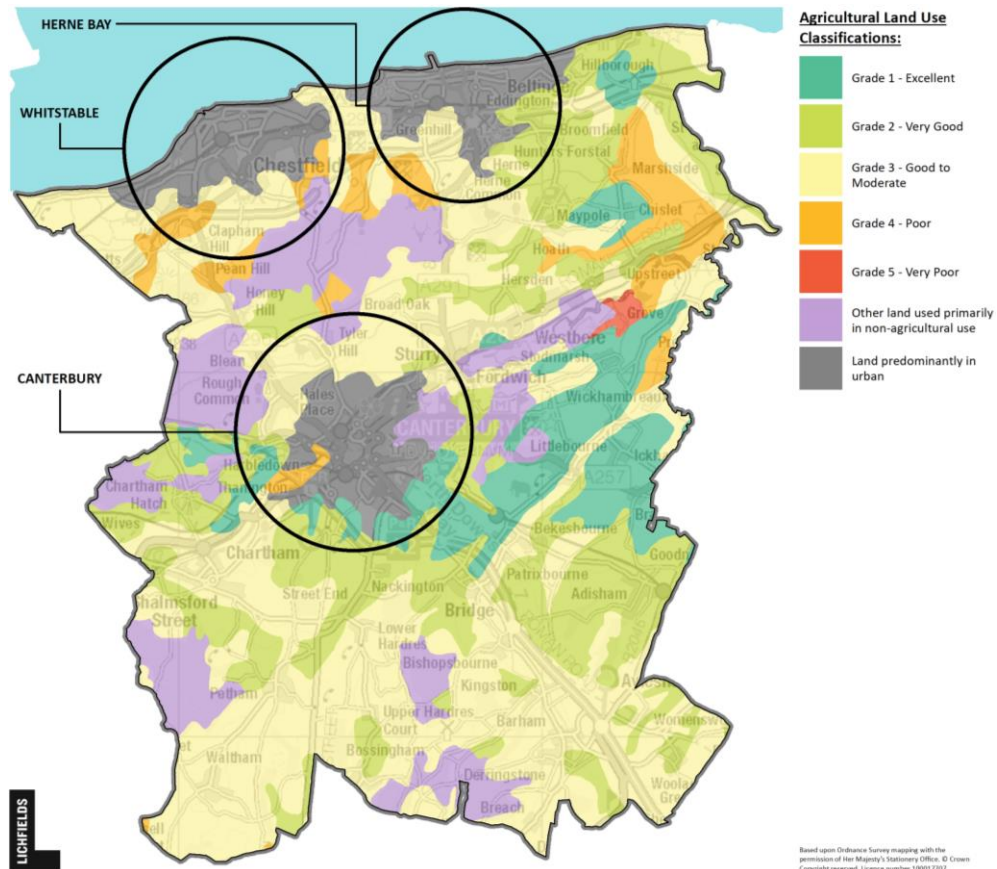 HERNE BAY
WHITSTABLE
CANTERBURY
Hillborough
Beltinge
Eddington
Greenhill
Broomfield
Hunters Forstal
Herne
Herne
Common
Marshside
Chestfield
Maypole
Chislet
Clapham
Hill
Hoath
Pean Hill
Upstreet
Hersden
A291
Honey
Hill
Broad Oak
Grove
Tyler
Hill
Westbere
Blean
Sturry
Stodmarsh
Fordwich
Rough
Common
Hales
Place
Wickhambreaux
CANTERBURY
Littlebourne
Harbledown
A257
Thanington
Chartham
Hatch
Wives
Bekesbourne
Chartham
Patrixbourne
Street End
Nackington
Adisham
halmsford
Street
Bridge
Lower
Hardres
Bishopsbourne
Kingston
Petham
Upper Hardres
Court
Barham
Womensw
Bossingham
Waltham
Derringstone
Breach
Agricultural Land Use
Classifications:
Grade 1 - Excellent
Grade 2 - Very Good
Grade 3 - Good to
Moderate
Grade 4 - Poor
Grade 5 - Very Poor
Other land used primarily
in non-agricultural use
Land predominantly in
urban
LICHFIELDS
Based upon Ordnance Survey mapping with the
permission of Her Majesty's Stationery Office. © Crown